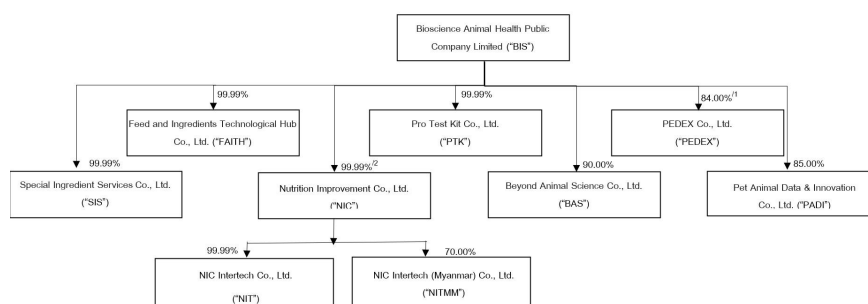 Bioscience Animal Health Public
Company Limited ("BIS")
99.99%
99.99%
84.00%/1
Feed and Ingredients Technological Hub
Co., Ltd. ("FAITH")
Pro Test Kit Co., Ltd.
("PTK")
PEDEX Co., Ltd.
("PEDEX")
99.99%
99.99%/2
90.00%
85.00%
Special Ingredient Services Co., Ltd.
("SIS")
Nutrition Improvement Co., Ltd.
("NIC")
Beyond Animal Science Co., Ltd.
("BAS")
Pet Animal Data & Innovation
Co., Ltd. ("PADI")
99.99%
70.00%
NIC Intertech Co., Ltd.
("NIT")
NIC Intertech (Myanmar) Co., Ltd.
("NITMM")